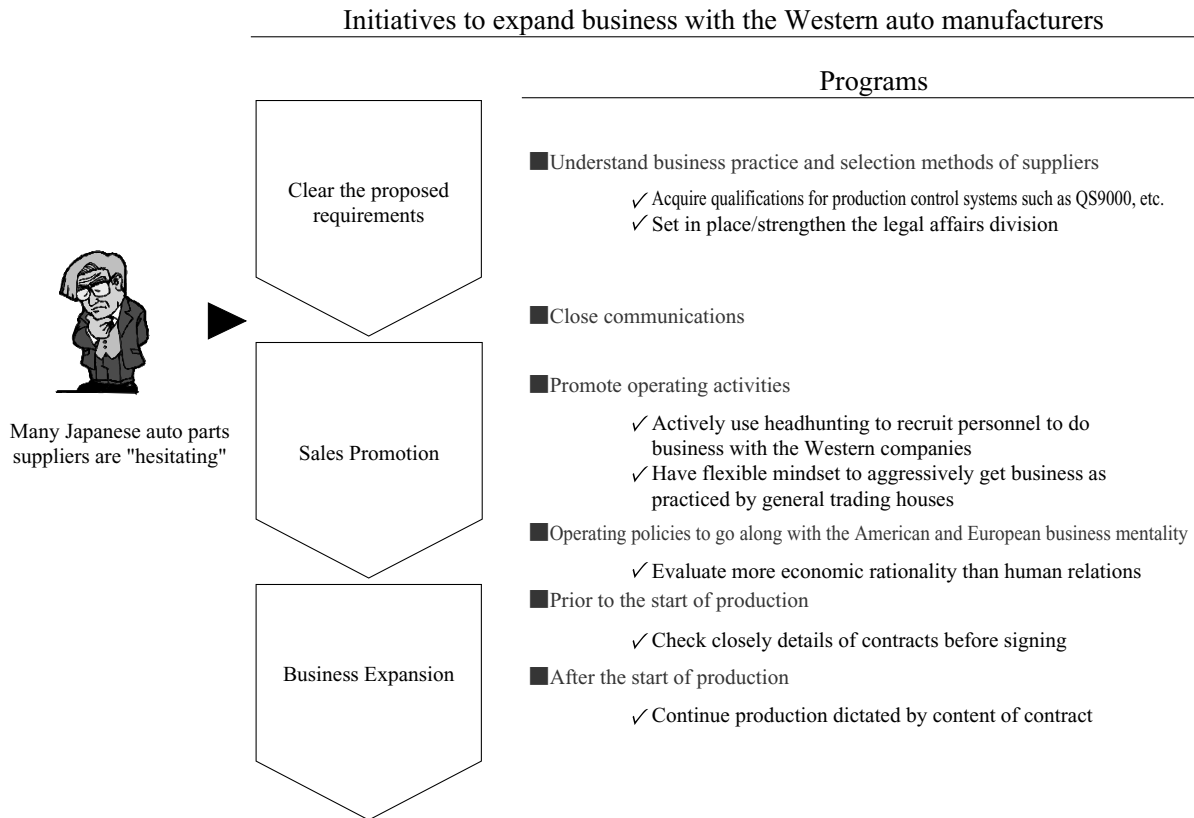 Initiatives to expand business with the Western auto manufacturers
Programs
Many Japanese auto parts
suppliers are "hesitating"
Clear the proposed
requirements
■Understand business practice and selection methods of suppliers
✓ Acquire qualifications for production control systems such as QS9000, etc.
✓ Set in place/strengthen the legal affairs division
■Close communications
Sales Promotion
■Promote operating activities
✓ Actively use headhunting to recruit personnel to do
business with the Western companies
✓ Have flexible mindset to aggressively get business as
practiced by general trading houses
■Operating policies to go along with the American and European business mentality
✓ Evaluate more economic rationality than human relations
Business Expansion
■Prior to the start of production
✓ Check closely details of contracts before signing
■After the start of production
✓ Continue production dictated by content of contract